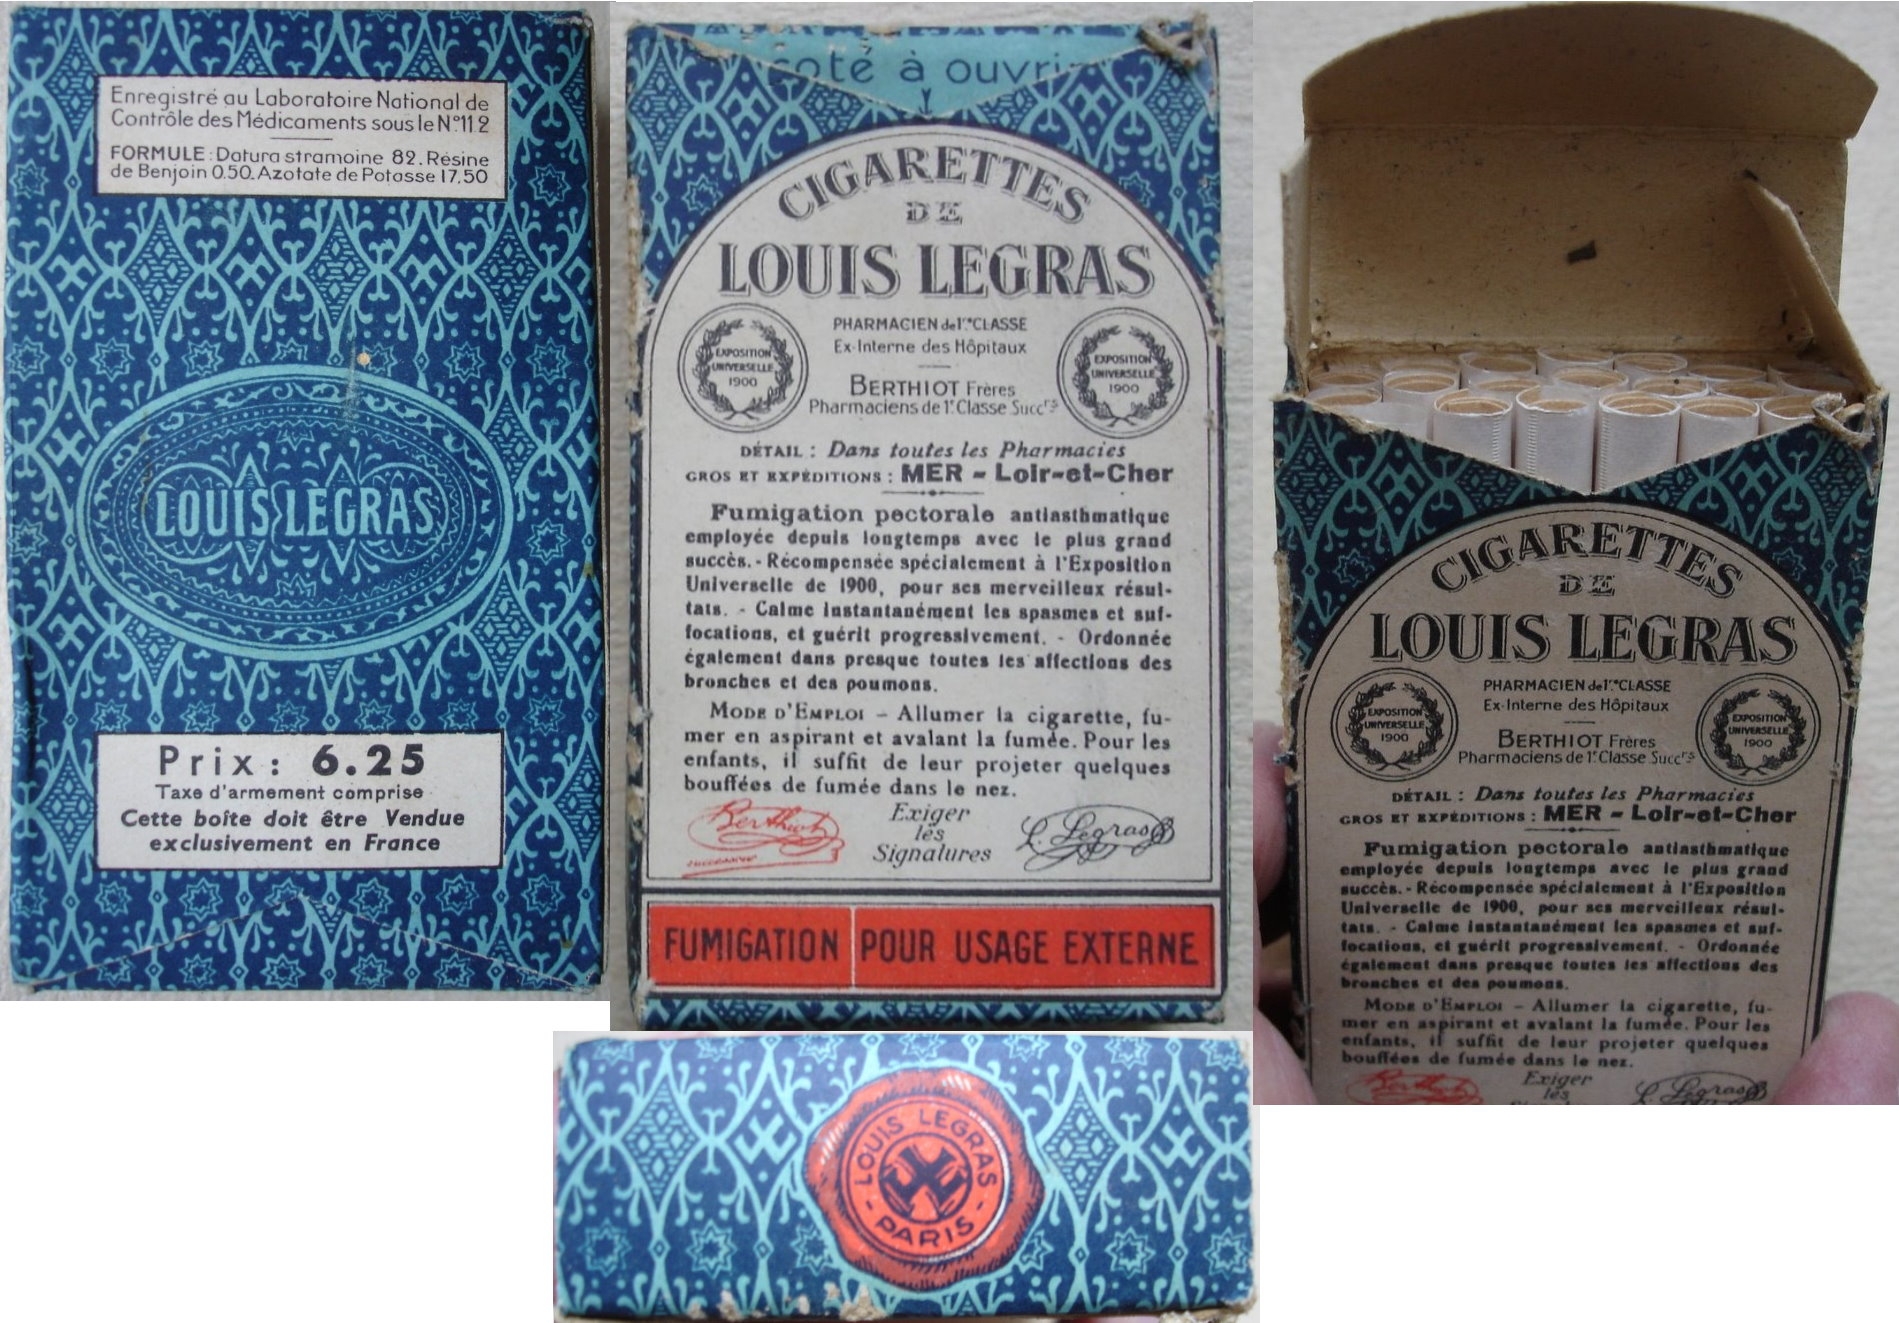 Enregistré au Laboratoire National de
Contrôle des Médicaments sous le N°112
FORMULE : Datura stramoine 82. Résine
de Benjoin 0.50. Azotate de Potasse 17.50
LOUIS LEGRAS
Prix : 6.25
Taxe d'armement comprise
Cette boîte doit être Vendue
exclusivement en France
coté à ouvrir
CIGARETTES
DE
LOUIS LEGRAS
EXPOSITION
UNIVERSELLE
1900
PHARMACIEN de 1re CLASSE
Ex-Interne des Hôpitaux
BERTHIOT Frères
Pharmaciens de 1e Classe Succrs
EXPOSITION
UNIVERSELLE
1900
DÉTAIL : Dans toutes les Pharmacies
GROS ET EXPÉDITIONS : MER - Loir-et-Cher
Fumigation pectorale antiasthmatique
employée depuis longtemps avec le plus grand
succès. - Récompensée spécialement à l'Exposition
Universelle de 1900, pour ses merveilleux résul-
tats. - Calme instantanément les spasmes et suf-
focations, et guérit progressivement. - Ordonnée
également dans presque toutes les affections des
bronches et des poumons.
MODE D'EMPLOI - Allumer la cigarette, fu-
mer en aspirant et avalant la fumée. Pour les
enfants, il suffit de leur projeter quelques
bouffées de fumée dans le nez.
Berthiot
Exiger
les
Signatures
L. Legras
FUMIGATION POUR USAGE EXTERNE
CIGARETTES
DE
LOUIS LEGRAS
EXPOSITION
UNIVERSELLE
1900
PHARMACIEN de 1re CLASSE
Ex-Interne des Hôpitaux
BERTHIOT Frères
Pharmaciens de 1e Classe Succrs
EXPOSITION
UNIVERSELLE
1900
DÉTAIL : Dans toutes les Pharmacies
GROS ET EXPÉDITIONS : MER - Loir-et-Cher
Fumigation pectorale antiasthmatique
employée depuis longtemps avec le plus grand
succès. - Récompensée spécialement à l'Exposition
Universelle de 1900, pour ses merveilleux résul-
tats. - Calme instantanément les spasmes et suf-
focations, et guérit progressivement. - Ordonnée
également dans presque toutes les affections des
bronches et des poumons.
MODE D'EMPLOI - Allumer la cigarette, fu-
mer en aspirant et avalant la fumée. Pour les
enfants, il suffit de leur projeter quelques
bouffées de fumée dans le nez.
Berthiot
Exiger
les
L. Legras
LOUIS LEGRAS
- PARIS -